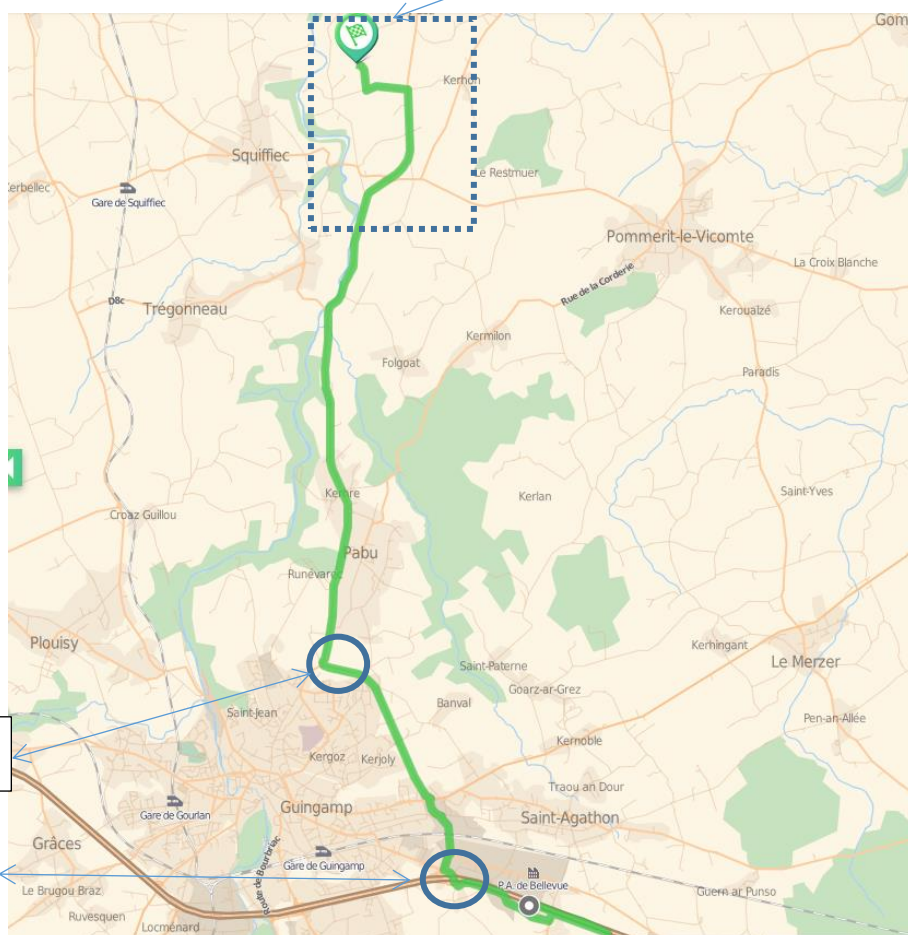 Gom
Kerhon
Squiffiec
Le Restmuer
Kerbellec
Gare de Squiffiec
Pommerit-le-Vicomte
La Croix Blanche
Rue de la Corderie
D8c
Trégonneau
Keroualzé
Kermilon
Folgoat
Paradis
Saint-Yves
Kerlan
Croaz Guillou
Pabu
Runévarec
Plouisy
Kerhingant
Le Merzer
Saint-Paterne
Goarz-ar-Grez
Banval
Saint-Jean
Pen-an-Allée
Kernoble
Kergoz
Kerjoly
Traou an Dour
Guingamp
Saint-Agathon
Gare de Gourlan
Grâces
Route de Bourbriac
Gare de Guingamp
P.A. de Bellevue
Le Brugou Braz
Guern ar Punso
Ruvesquen
Locménard